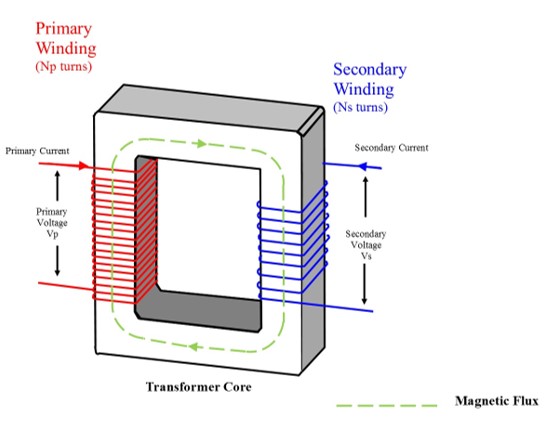 Primary
Winding
(Np turns)
Secondary
Winding
(Ns turns)
Primary Current
Secondary Current
Primary
Voltage
Vp
Secondary
Voltage
Vs
Transformer Core
Magnetic Flux